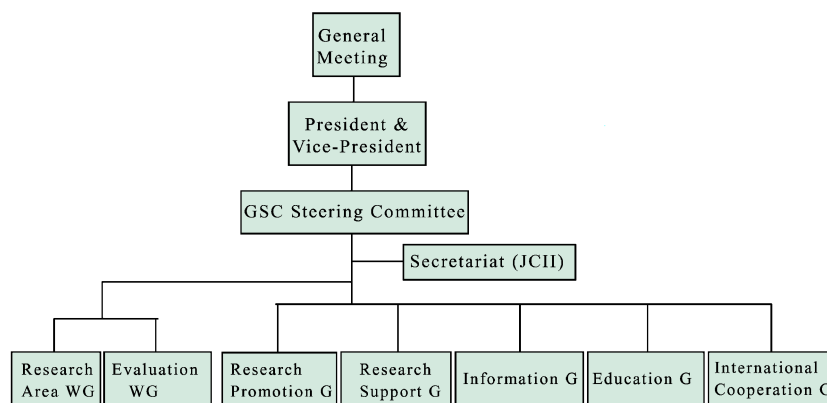 General
Meeting
President &
Vice-President
GSC Steering Committee
Secretariat (JCII)
Research
Area WG
Evaluation
WG
Research
Promotion G
Research
Support G
Information G
Education G
International
Cooperation G